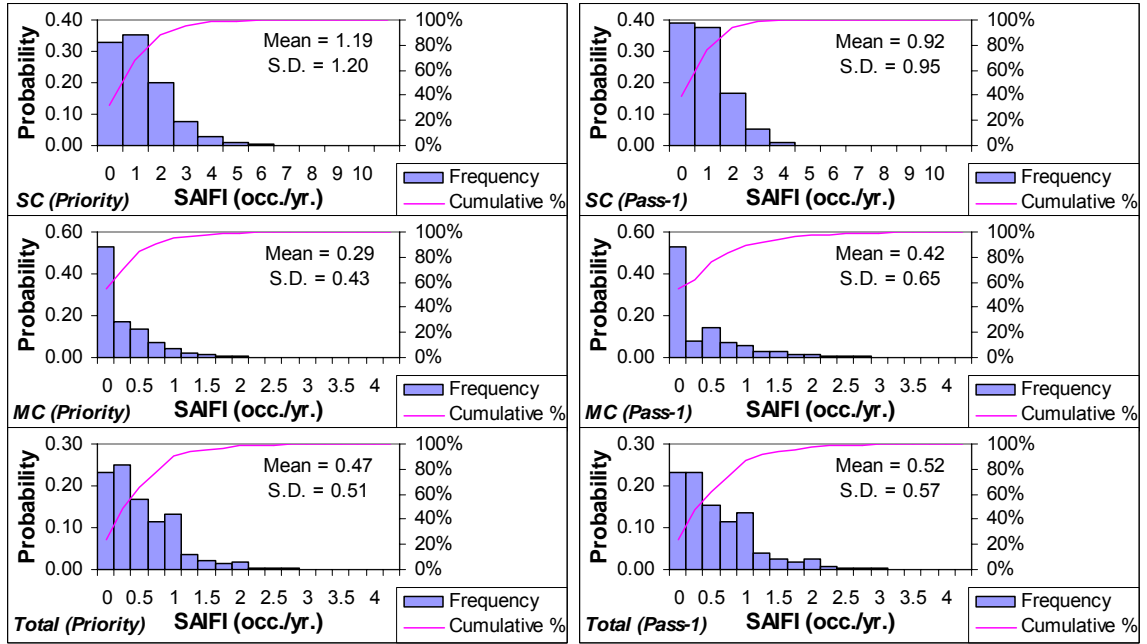 0.40 100%
0.30 80%
0.20 60%
0.10 40%
0.00 20%
0%
Probability
Mean = 1.19
S.D. = 1.20
0 1 2 3 4 5 6 7 8 9 10
SC (Priority) SAIFI (occ./yr.)
Frequency
Cumulative %
0.40 100%
0.30 80%
0.20 60%
0.10 40%
0.00 20%
0%
Probability
Mean = 0.92
S.D. = 0.95
0 1 2 3 4 5 6 7 8 9 10
SC (Pass-1) SAIFI (occ./yr.)
Frequency
Cumulative %
0.60 100%
0.40 80%
0.20 60%
0.00 40%
20%
0%
Probability
Mean = 0.29
S.D. = 0.43
0 0.5 1 1.5 2 2.5 3 3.5 4
MC (Priority) SAIFI (occ./yr.)
Frequency
Cumulative %
0.60 100%
0.40 80%
0.20 60%
0.00 40%
20%
0%
Probability
Mean = 0.42
S.D. = 0.65
0 0.5 1 1.5 2 2.5 3 3.5 4
MC (Pass-1) SAIFI (occ./yr.)
Frequency
Cumulative %
0.30 100%
0.20 80%
0.10 60%
0.00 40%
20%
0%
Probability
Mean = 0.47
S.D. = 0.51
0 0.5 1 1.5 2 2.5 3 3.5 4
Total (Priority) SAIFI (occ./yr.)
Frequency
Cumulative %
0.30 100%
0.20 80%
0.10 60%
0.00 40%
20%
0%
Probability
Mean = 0.52
S.D. = 0.57
0 0.5 1 1.5 2 2.5 3 3.5 4
Total (Pass-1) SAIFI (occ./yr.)
Frequency
Cumulative %